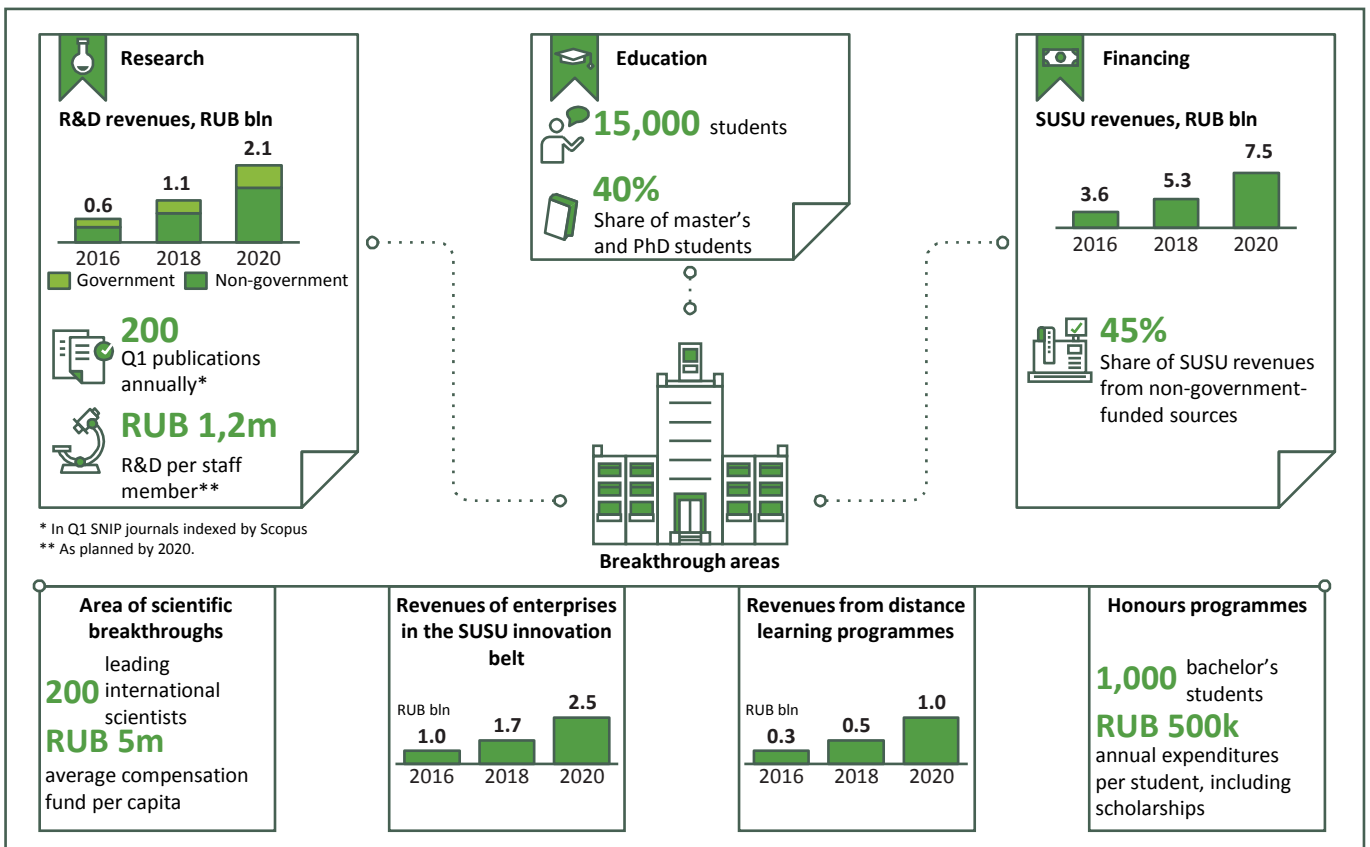 Research
R&D revenues, RUB bln
2.1
1.1
0.6
2016 2018 2020
Government Non-government
200
Q1 publications
annually*
RUB 1,2m
R&D per staff
member**
* In Q1 SNIP journals indexed by Scopus
** As planned by 2020.
Education
15,000 students
40%
Share of master’s
and PhD students
Financing
SUSU revenues, RUB bln
7.5
5.3
3.6
2016 2018 2020
45%
Share of SUSU revenues
from non-government-
funded sources
Breakthrough areas
Area of scientific
breakthroughs
200 leading
international
scientists
RUB 5m
average compensation
fund per capita
Revenues of enterprises
in the SUSU innovation
belt
RUB bln
1.0 1.7 2.5
2016 2018 2020
Revenues from distance
learning programmes
RUB bln
0.3 0.5 1.0
2016 2018 2020
Honours programmes
1,000 bachelor’s
students
RUB 500k
annual expenditures
per student, including
scholarships